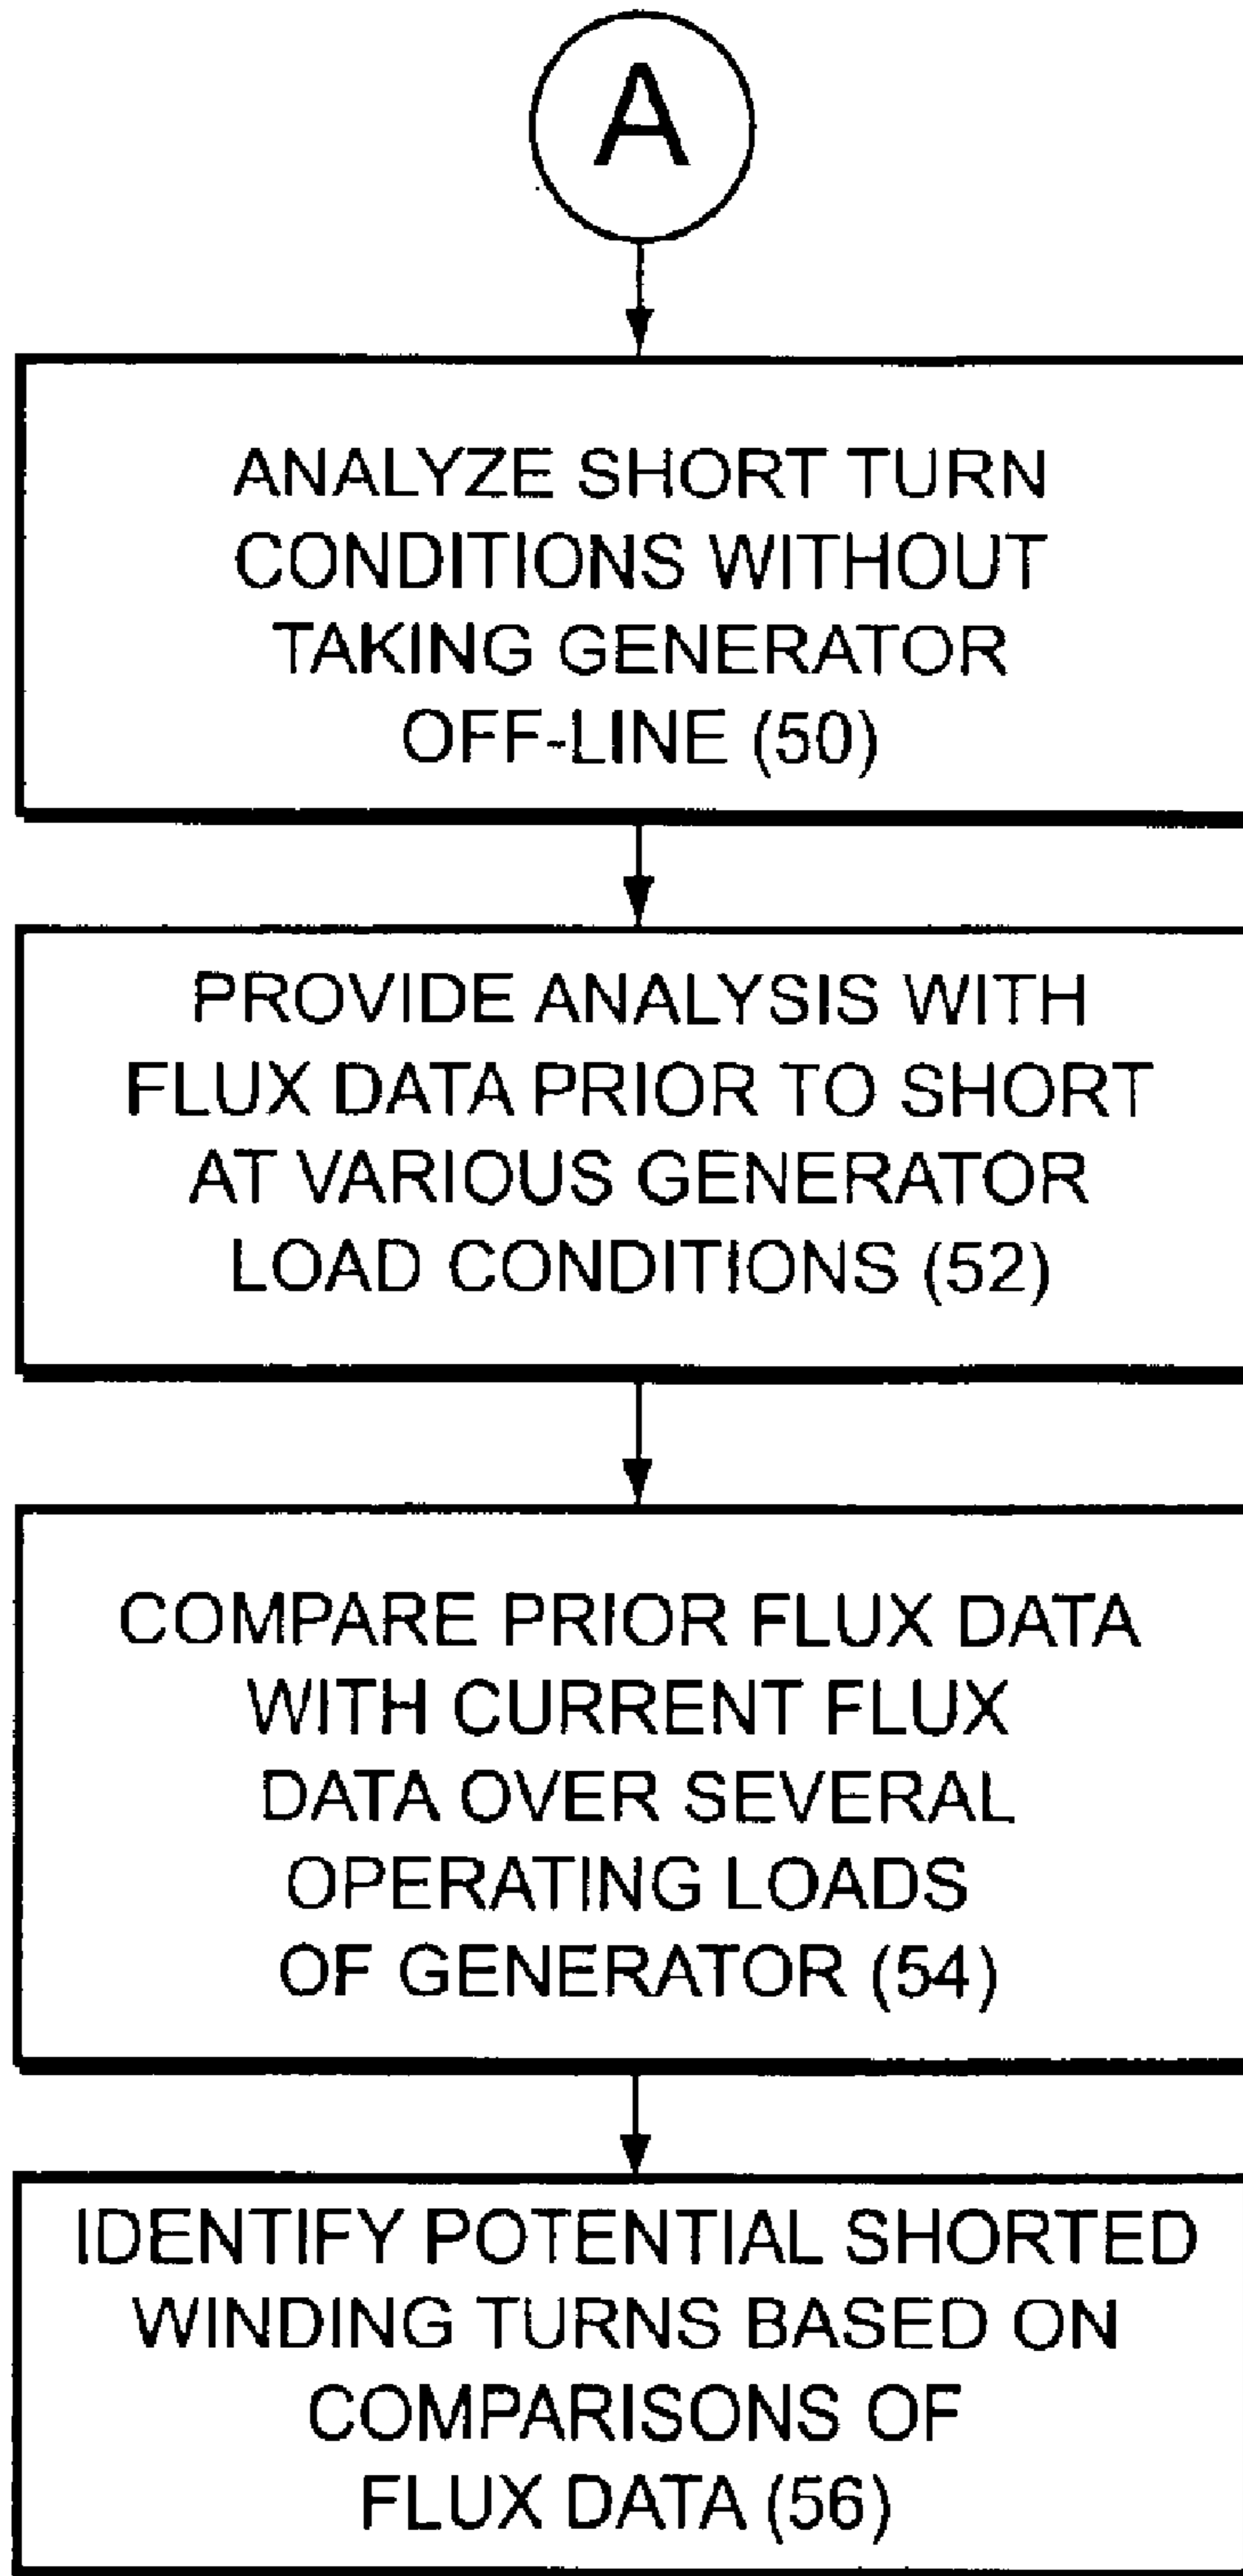 A
ANALYZE SHORT TURN
CONDITIONS WITHOUT
TAKING GENERATOR
OFF-LINE (50)
PROVIDE ANALYSIS WITH
FLUX DATA PRIOR TO SHORT
AT VARIOUS GENERATOR
LOAD CONDITIONS (52)
COMPARE PRIOR FLUX DATA
WITH CURRENT FLUX
DATA OVER SEVERAL
OPERATING LOADS
OF GENERATOR (54)
IDENTIFY POTENTIAL SHORTED
WINDING TURNS BASED ON
COMPARISONS OF
FLUX DATA (56)